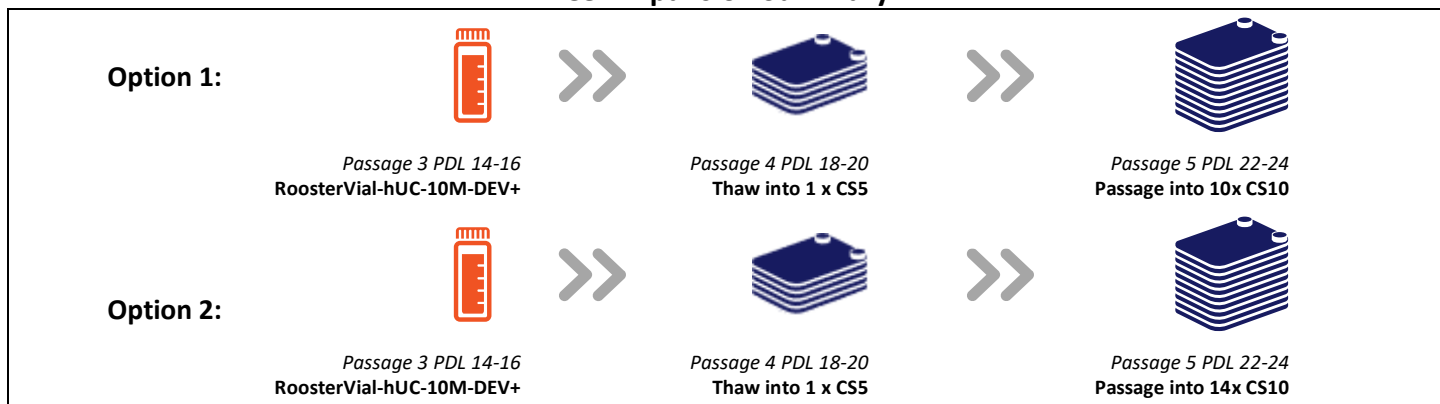 Option 1:
Passage 3 PDL 14-16
RoosterVial-hUC-10M-DEV+
Passage 4 PDL 18-20
Thaw into 1 x CS5
Passage 5 PDL 22-24
Passage into 10x CS10
Option 2:
Passage 3 PDL 14-16
RoosterVial-hUC-10M-DEV+
Passage 4 PDL 18-20
Thaw into 1 x CS5
Passage 5 PDL 22-24
Passage into 14x CS10